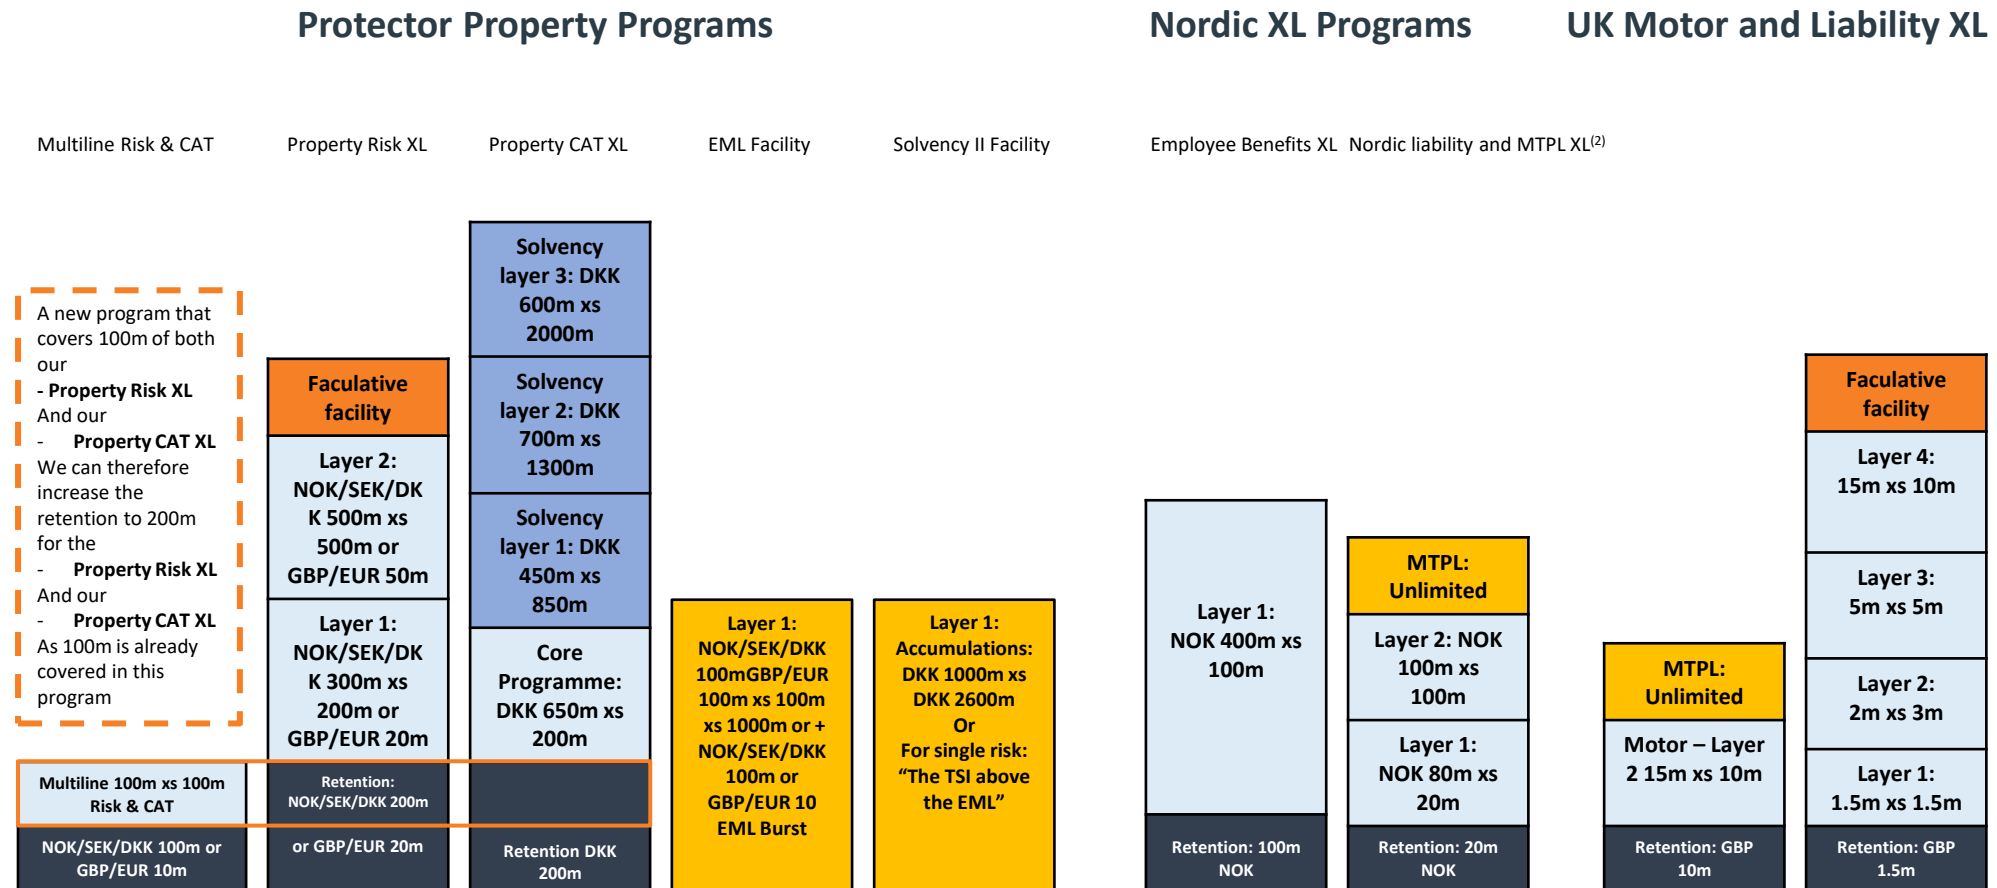 Protector Property Programs
Nordic XL Programs
UK Motor and Liability XL
Multiline Risk & CAT
Property Risk XL
Property CAT XL
EML Facility
Solvency II Facility
Employee Benefits XL
Nordic liability and MTPL XL(2)
A new program that
covers 100m of both
our
- Property Risk XL
And our
- Property CAT XL
We can therefore
increase the
retention to 200m
for the
- Property Risk XL
And our
- Property CAT XL
As 100m is already
covered in this
program
Multiline 100m xs 100m
Risk & CAT
NOK/SEK/DKK 100m or
GBP/EUR 10m
Faculative
facility
Layer 2:
NOK/SEK/DK
K 500m xs
500m or
GBP/EUR 50m
Layer 1:
NOK/SEK/DK
K 300m xs
200m or
GBP/EUR 20m
Retention:
NOK/SEK/DKK 200m
or GBP/EUR 20m
Solvency
layer 3: DKK
600m xs
2000m
Solvency
layer 2: DKK
700m xs
1300m
Solvency
layer 1: DKK
450m xs
850m
Core
Programme:
DKK 650m xs
200m
Retention DKK
200m
Layer 1:
NOK/SEK/DKK
100mGBP/EUR
100m xs 100m
xs 1000m or +
NOK/SEK/DKK
100m or
GBP/EUR 10
EML Burst
Layer 1:
Accumulations:
DKK 1000m xs
DKK 2600m
Or
For single risk:
“The TSI above
the EML”
Layer 1:
NOK 400m xs
100m
Retention: 100m
NOK
MTPL:
Unlimited
Layer 2: NOK
100m xs
100m
Layer 1:
NOK 80m xs
20m
Retention: 20m
NOK
MTPL:
Unlimited
Motor – Layer
2 15m xs 10m
Retention: GBP
10m
Faculative
facility
Layer 4:
15m xs 10m
Layer 3:
5m xs 5m
Layer 2:
2m xs 3m
Layer 1:
1.5m xs 1.5m
Retention: GBP
1.5m